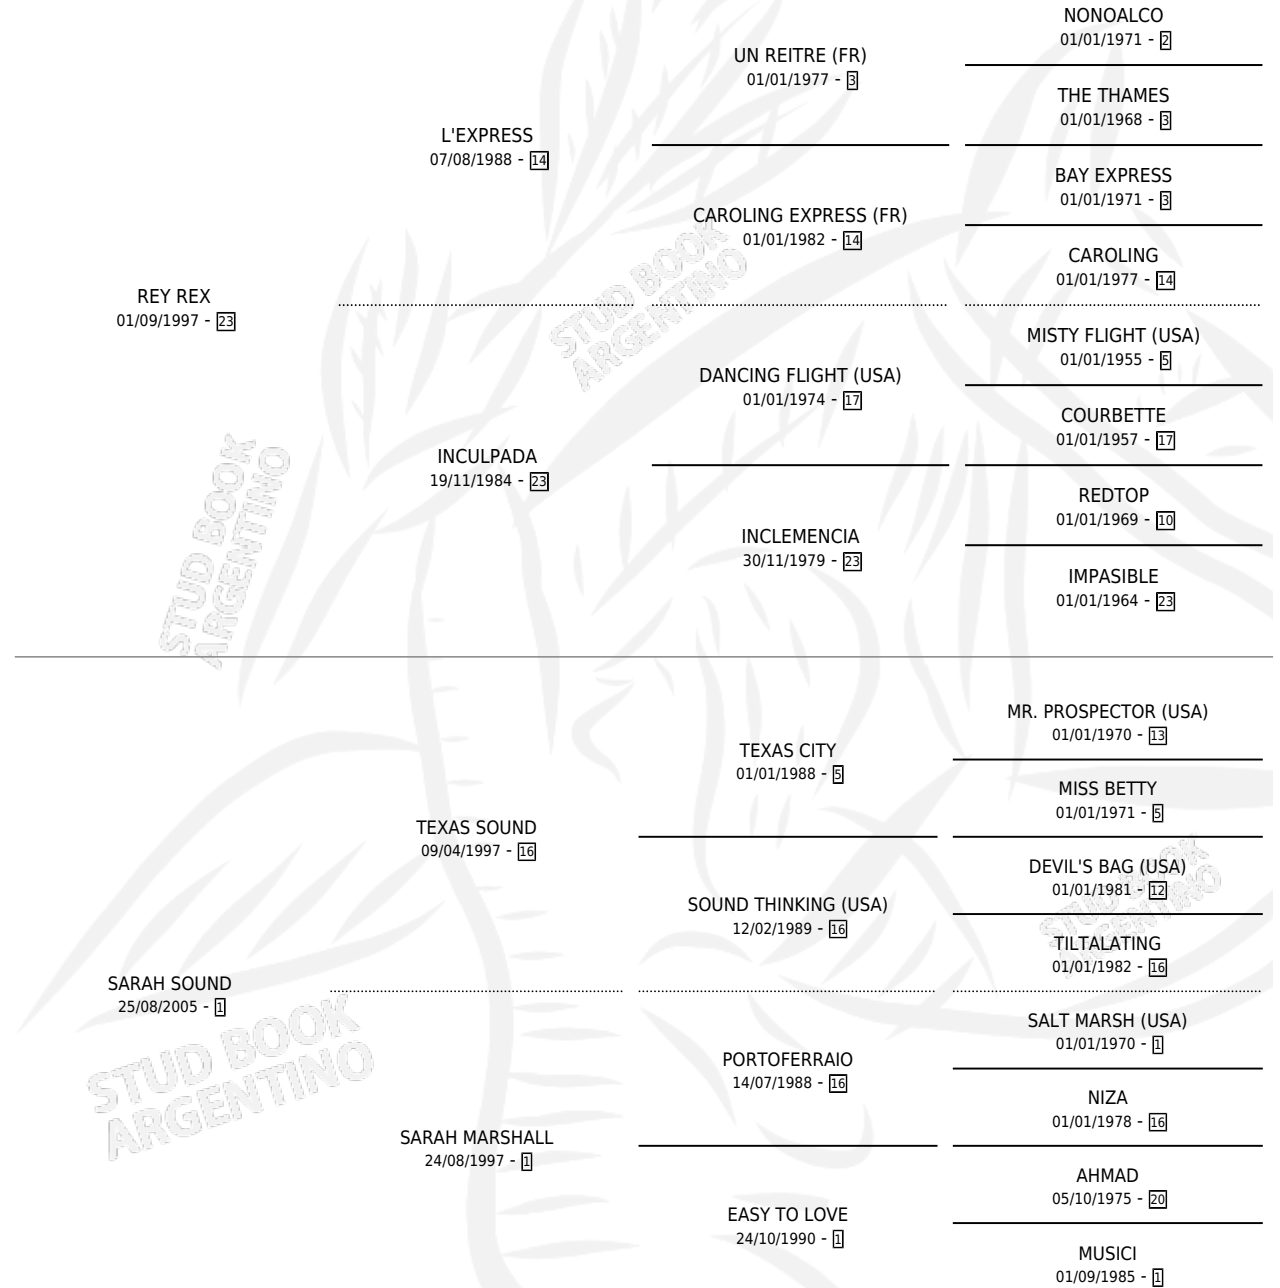 NONOALCO
01/01/1971 - 2
UN REITRE (FR)
01/01/1977 - 3
THE THAMES
01/01/1968 - 3
L'EXPRESS
07/08/1988 - 14
BAY EXPRESS
01/01/1971 - 3
CAROLING EXPRESS (FR)
01/01/1982 - 14
CAROLING
01/01/1977 - 14
REY REX
01/09/1997 - 23
MISTY FLIGHT (USA)
01/01/1955 - 5
DANCING FLIGHT (USA)
01/01/1974 - 17
COURBETTE
01/01/1957 - 17
INCULPADA
19/11/1984 - 23
REDTOP
01/01/1969 - 10
INCLEMENCIA
30/11/1979 - 23
IMPASIBLE
01/01/1964 - 23
STUD BOOK
ARGENTINO
STUD BOOK
ARGENTINO
MR. PROSPECTOR (USA)
01/01/1970 - 13
TEXAS CITY
01/01/1988 - 5
MISS BETTY
01/01/1971 - 5
TEXAS SOUND
09/04/1997 - 16
DEVIL'S BAG (USA)
01/01/1981 - 12
SOUND THINKING (USA)
12/02/1989 - 16
TILTALATING
01/01/1982 - 16
STUD BOOK
ARGENTINO
SARAH SOUND
25/08/2005 - 1
SALT MARSH (USA)
01/01/1970 - 1
PORTOFERRAIO
14/07/1988 - 16
NIZA
01/01/1978 - 16
SARAH MARSHALL
24/08/1997 - 1
AHMAD
05/10/1975 - 20
EASY TO LOVE
24/10/1990 - 1
MUSICI
01/09/1985 - 1
STUD BOOK
ARGENTINO